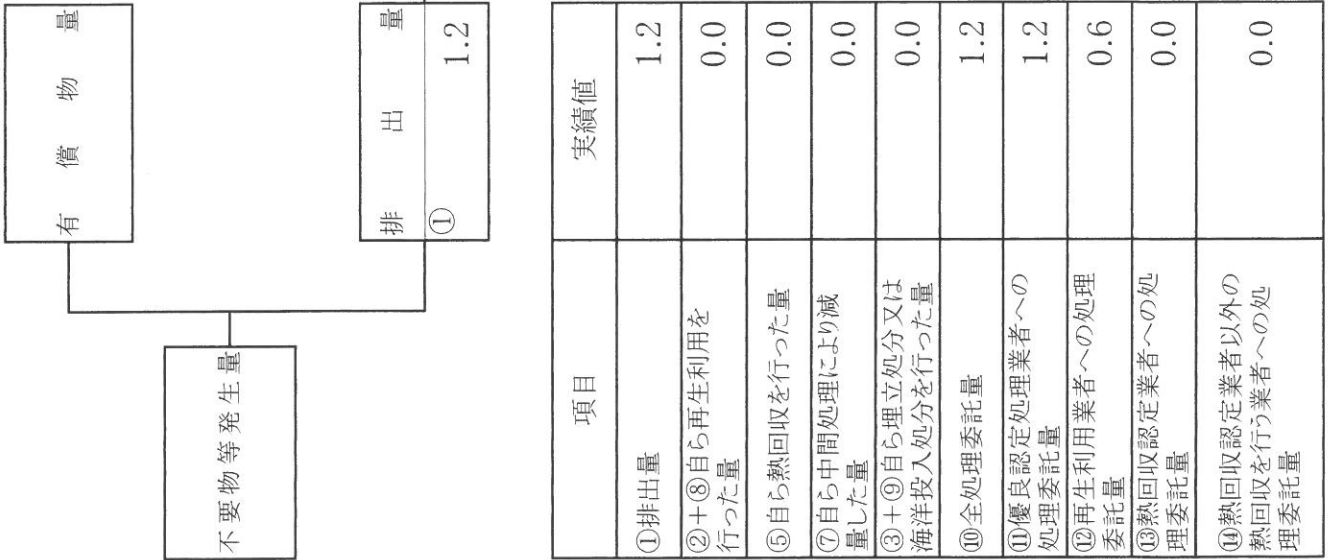 有償物量
不要物等発生量
排出量
① 1.2
項目 実績値
①排出量 1.2
②+⑧自ら再生利用を
行った量 0.0
⑤自ら熱回収を行った量 0.0
⑦自ら中間処理により減
量した量 0.0
③+⑨自ら埋立処分又は
海洋投入処分を行った量 0.0
⑩全処理委託量 1.2
⑪優良認定処理業者への
処理委託量 1.2
⑫再生利用業者への処理
委託量 0.6
⑬熱回収認定業者への処
理委託量 0.0
⑭熱回収認定業者以外の
熱回収を行う業者への処
理委託量 0.0